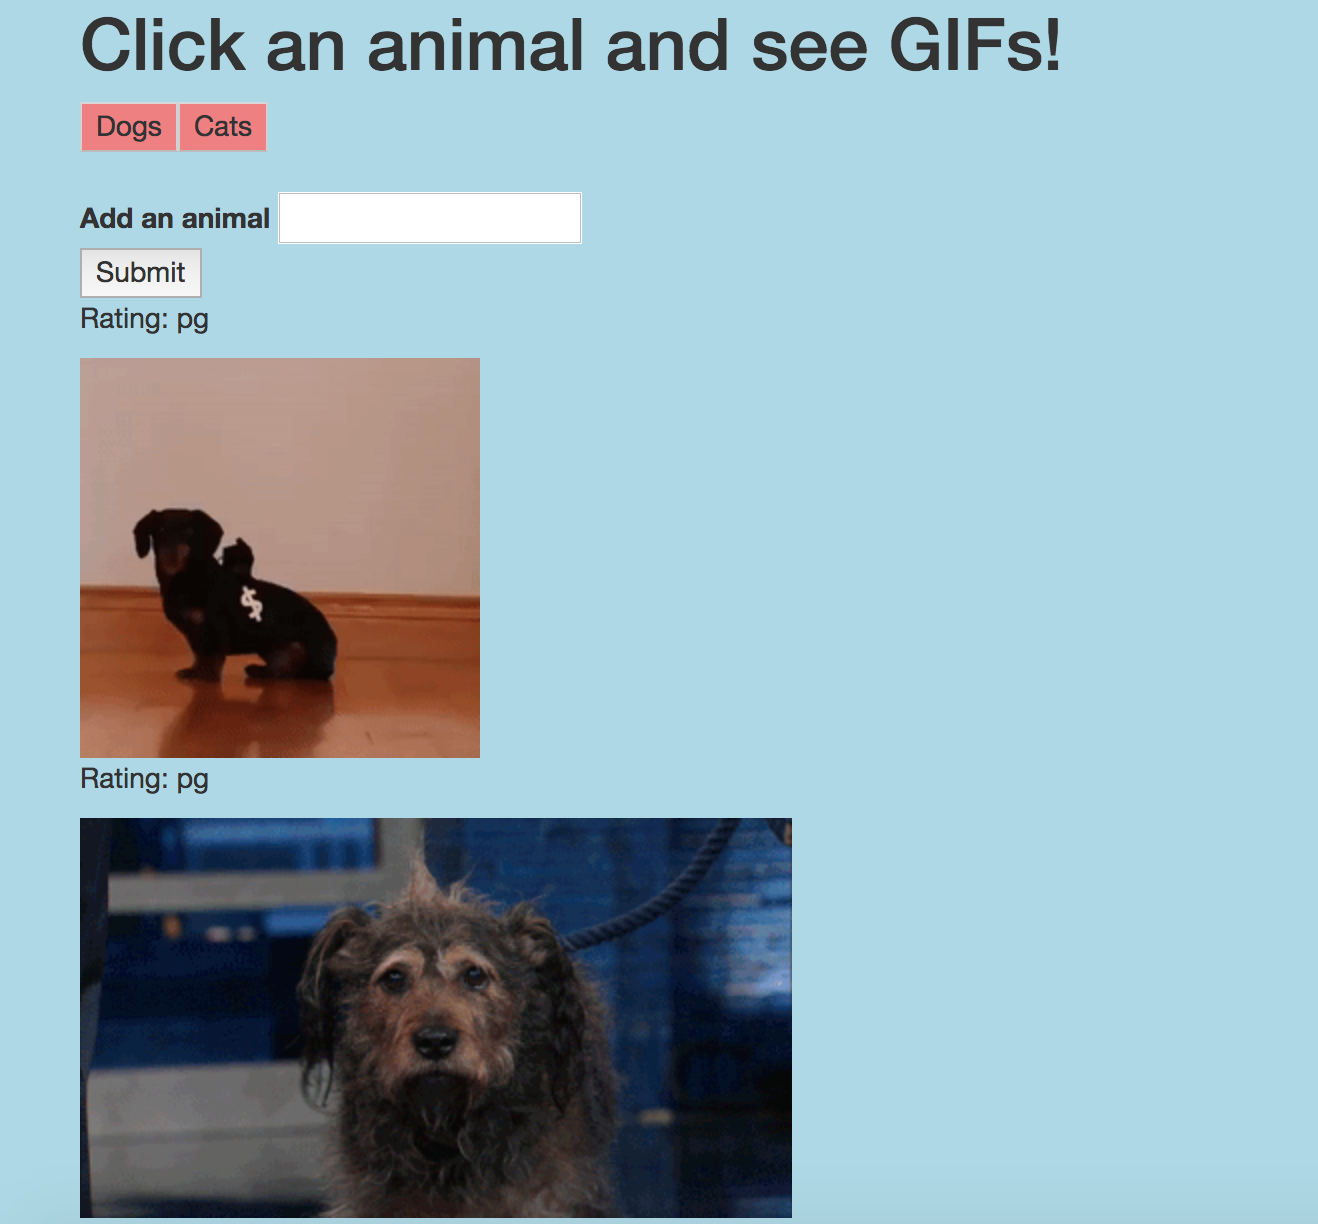 Click an animal and see GIFs!
Dogs Cats
Add an animal
Submit
Rating: pg
$
Rating: pg